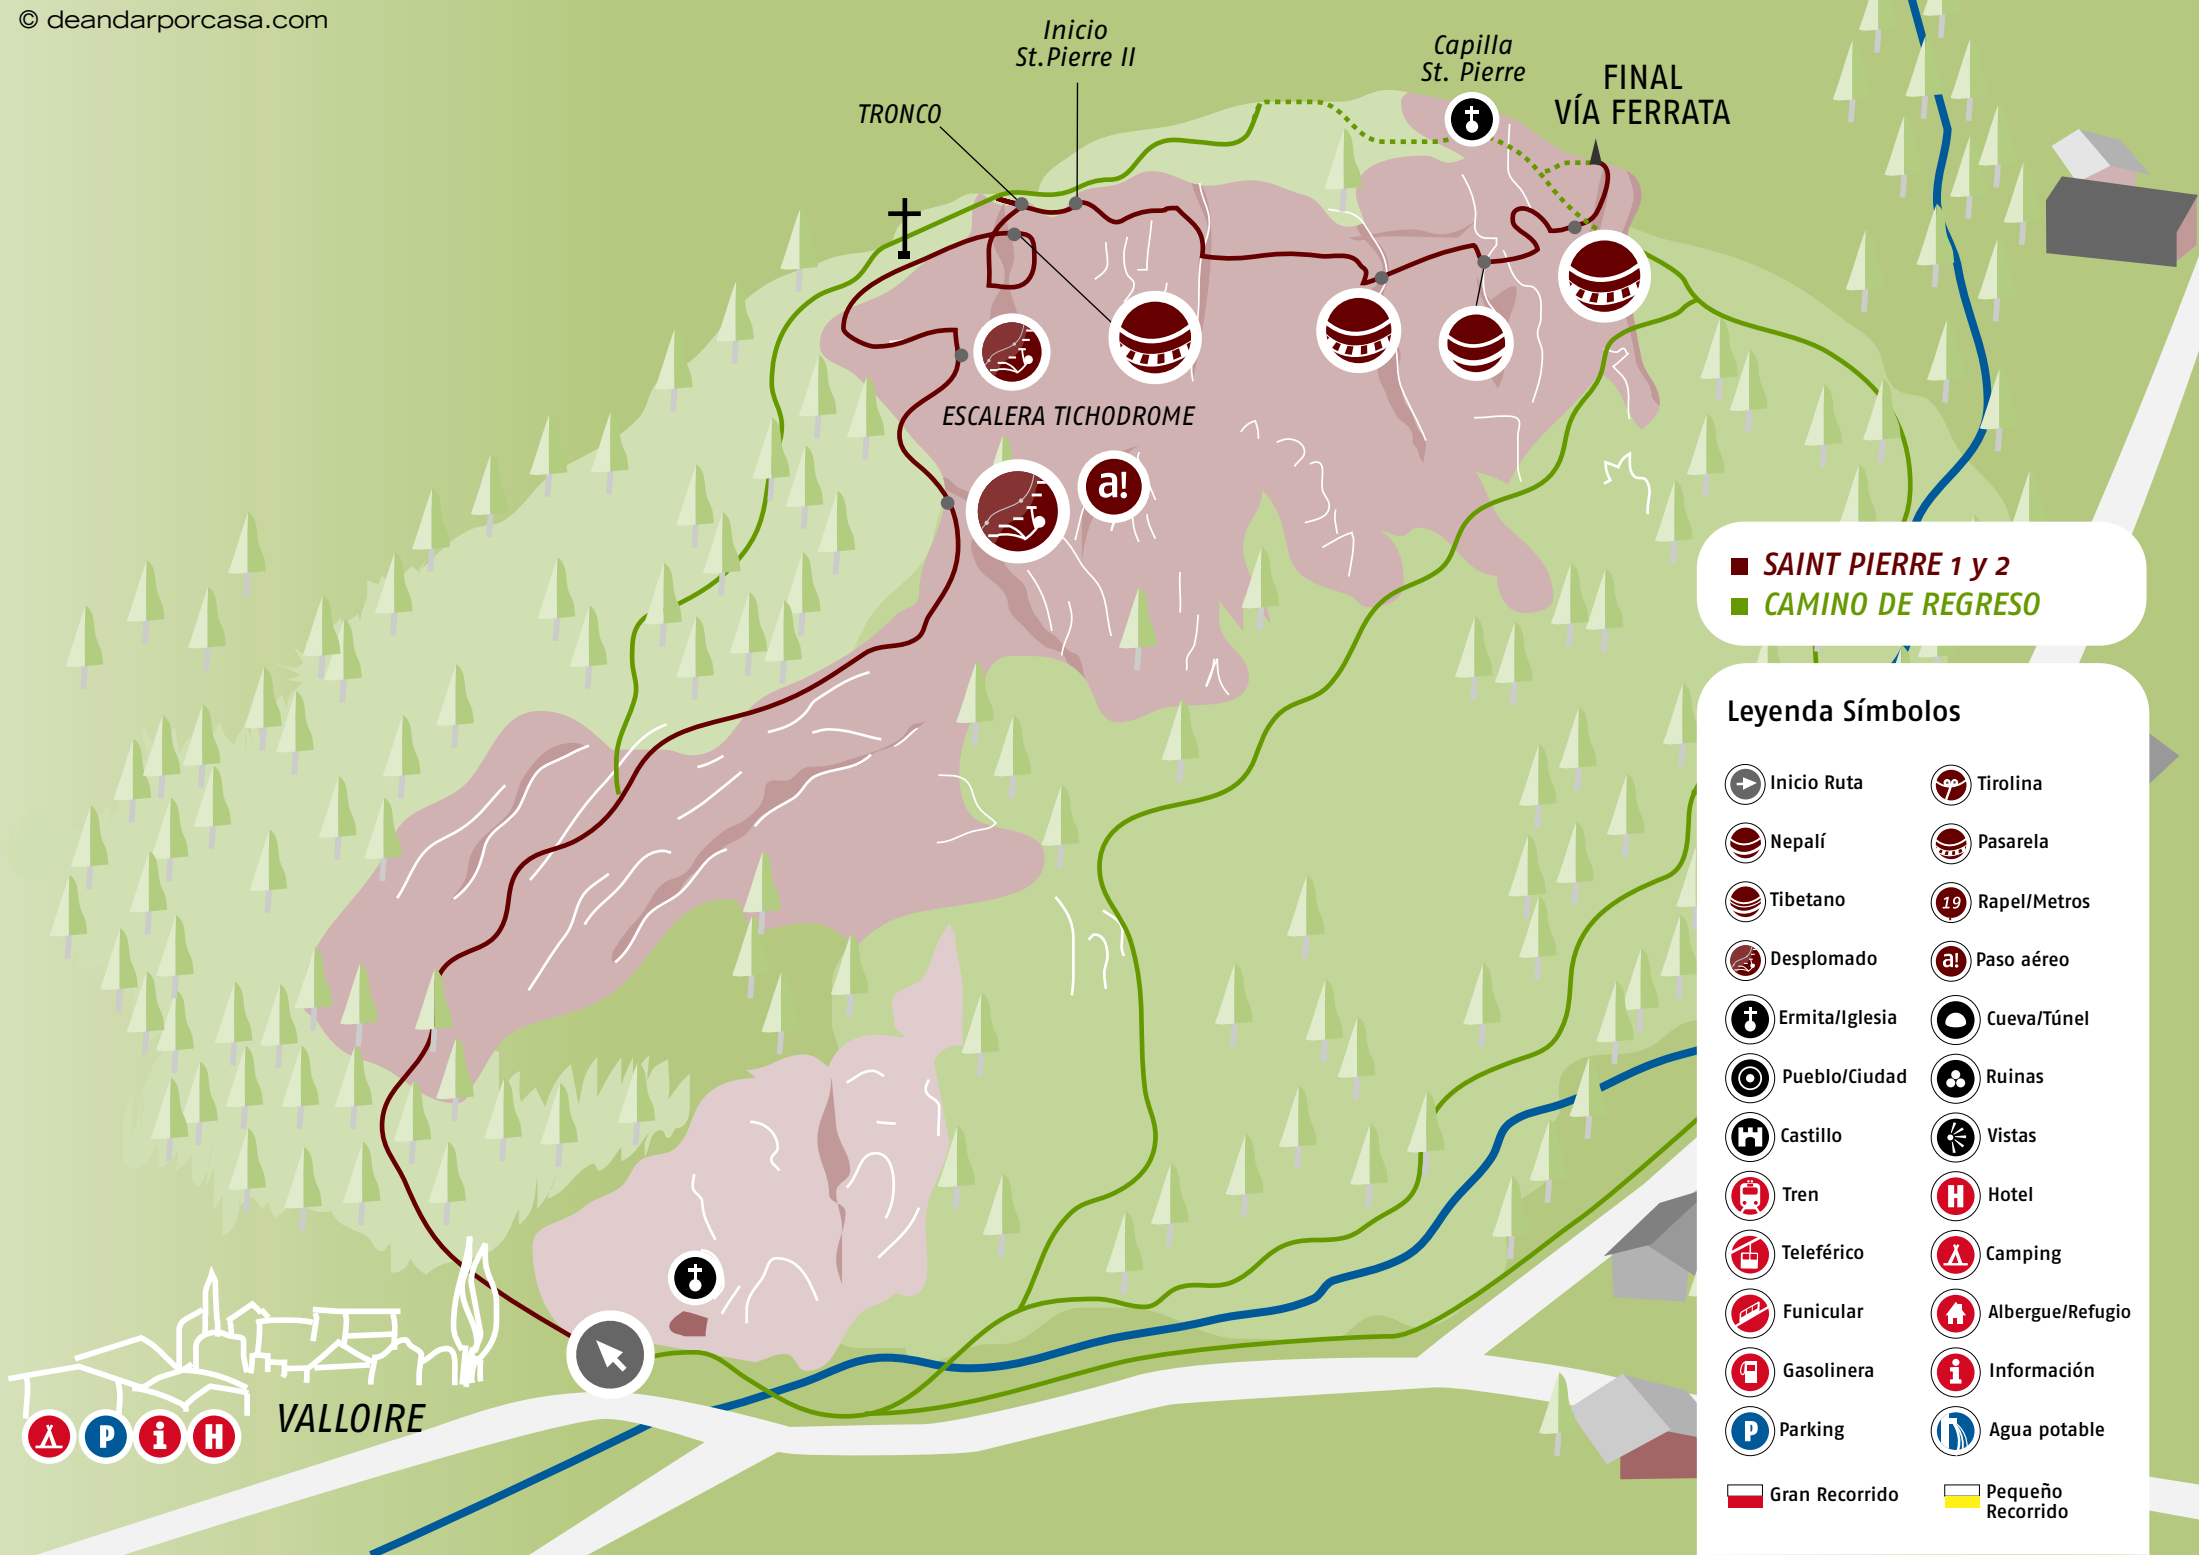 © deandarporcasa.com
Inicio
St.Pierre II
Capilla
St. Pierre
FINAL
VÍA FERRATA
TRONCO
ESCALERA TICHODROME
a!
SAINT PIERRE 1 y 2
CAMINO DE REGRESO
Leyenda Símbolos
Inicio Ruta
Tirolina
Nepalí
Pasarela
Tibetano
19 Rapel/Metros
Desplomado
a! Paso aéreo
Ermita/Iglesia
Cueva/Túnel
Pueblo/Ciudad
Ruinas
Castillo
Vistas
Tren
H Hotel
Teleférico
Camping
Funicular
Albergue/Refugio
Gasolinera
i Información
P Parking
Agua potable
Gran Recorrido
Pequeño
Recorrido
VALLOIRE
P i H